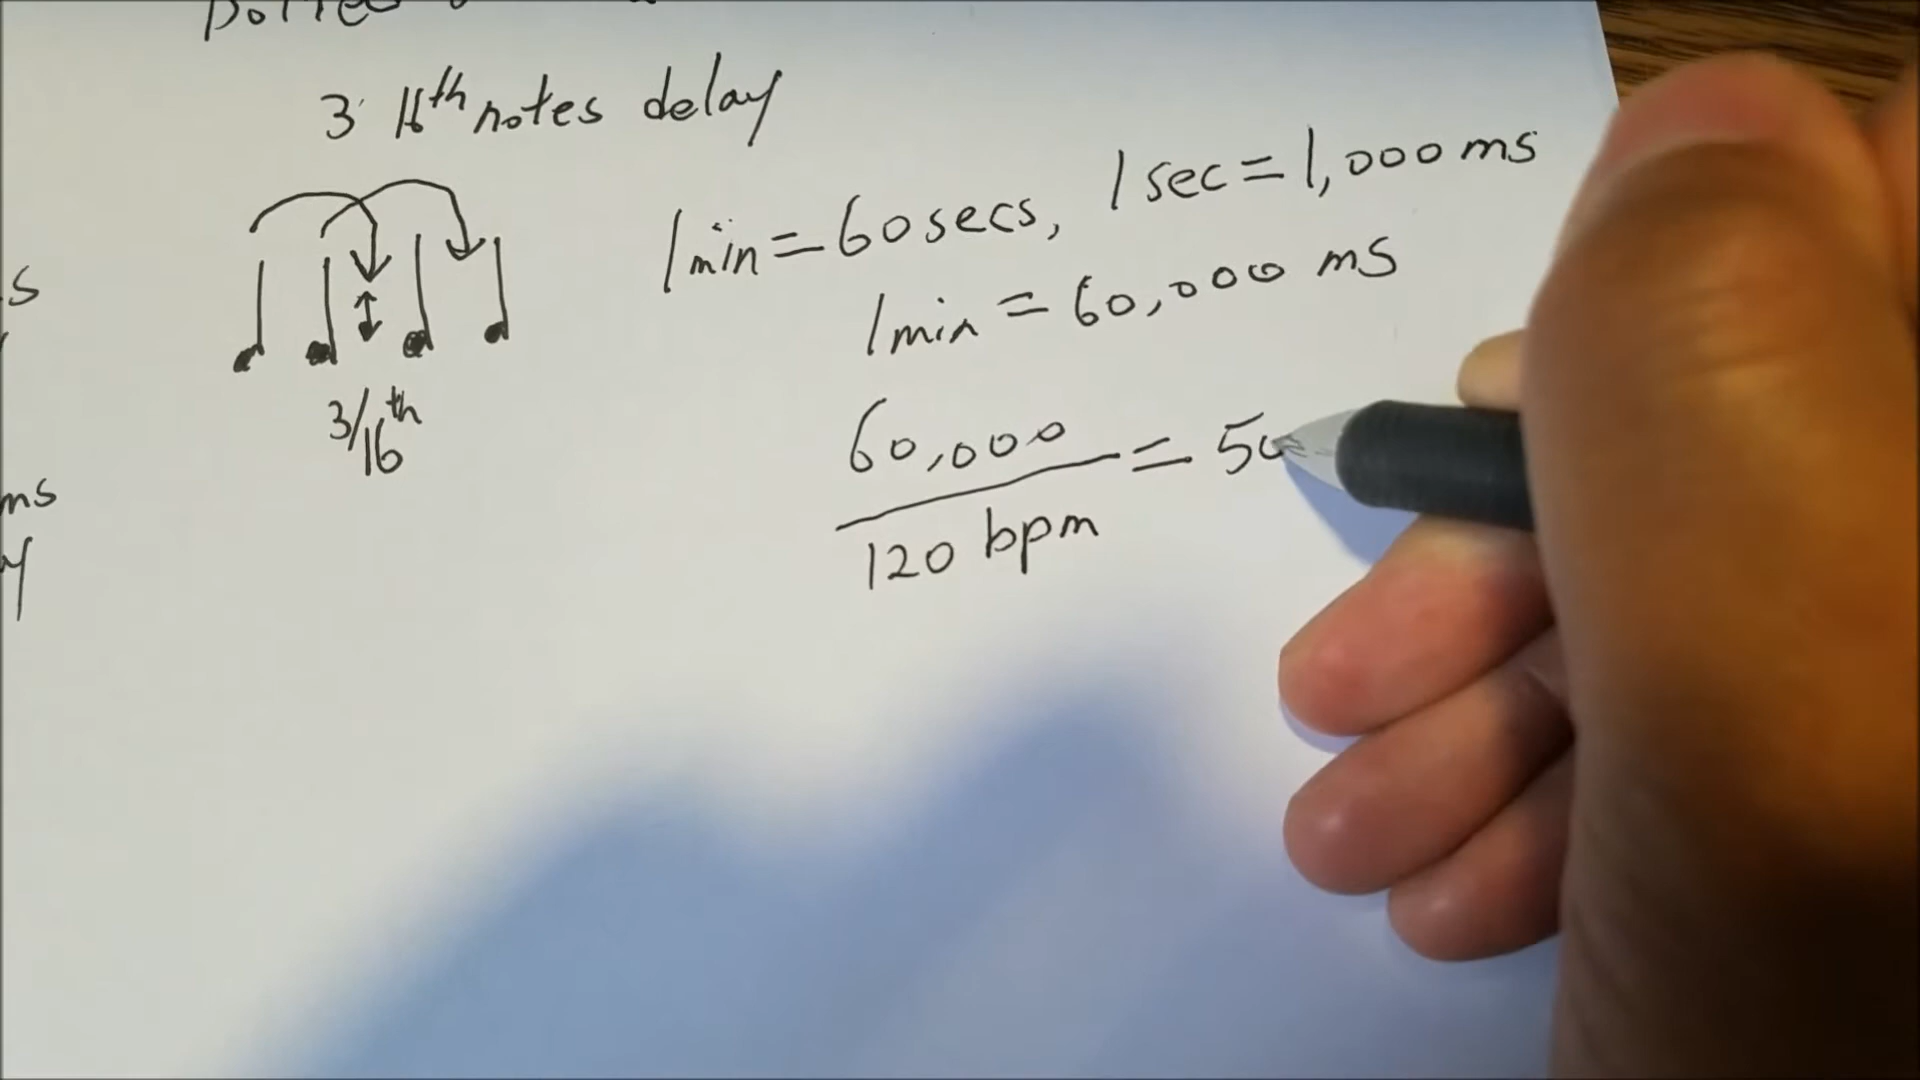 3 16th notes delay
1 min = 60 secs, 1 sec = 1,000 ms
1 min = 60,000 ms
3/16th
60,000
120 bpm
= 50
s
ms
y